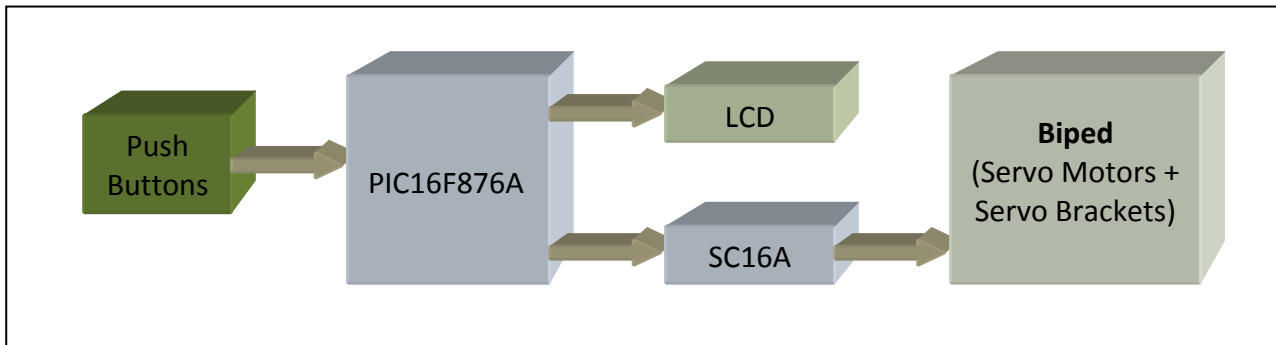 Push
Buttons
PIC16F876A
LCD
SC16A
Biped
(Servo Motors +
Servo Brackets)